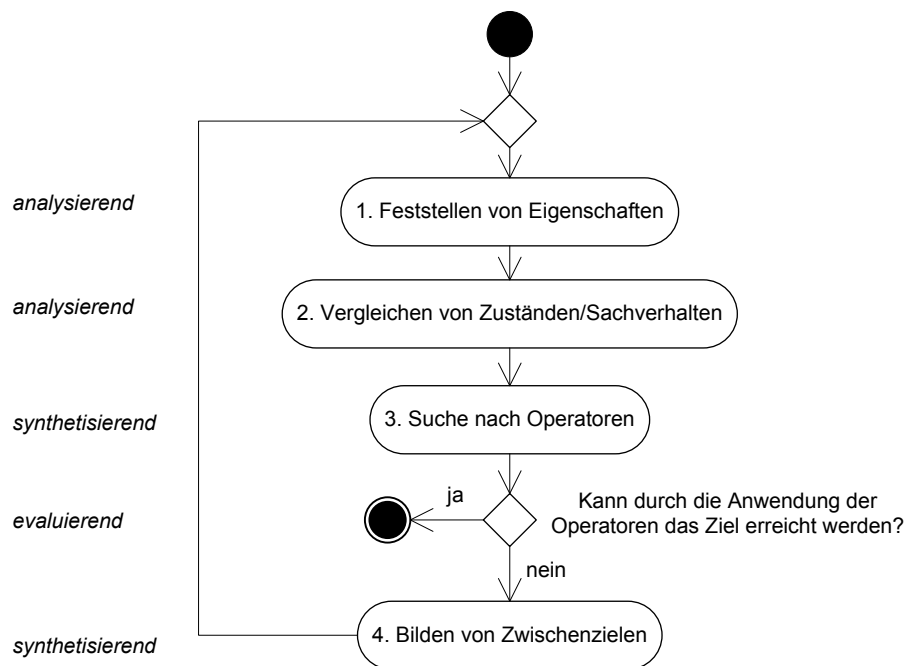 analysierend
1. Feststellen von Eigenschaften
analysierend
2. Vergleichen von Zuständen/Sachverhalten
synthetisierend
3. Suche nach Operatoren
evaluierend
ja
Kann durch die Anwendung der
Operatoren das Ziel erreicht werden?
nein
synthetisierend
4. Bilden von Zwischenzielen